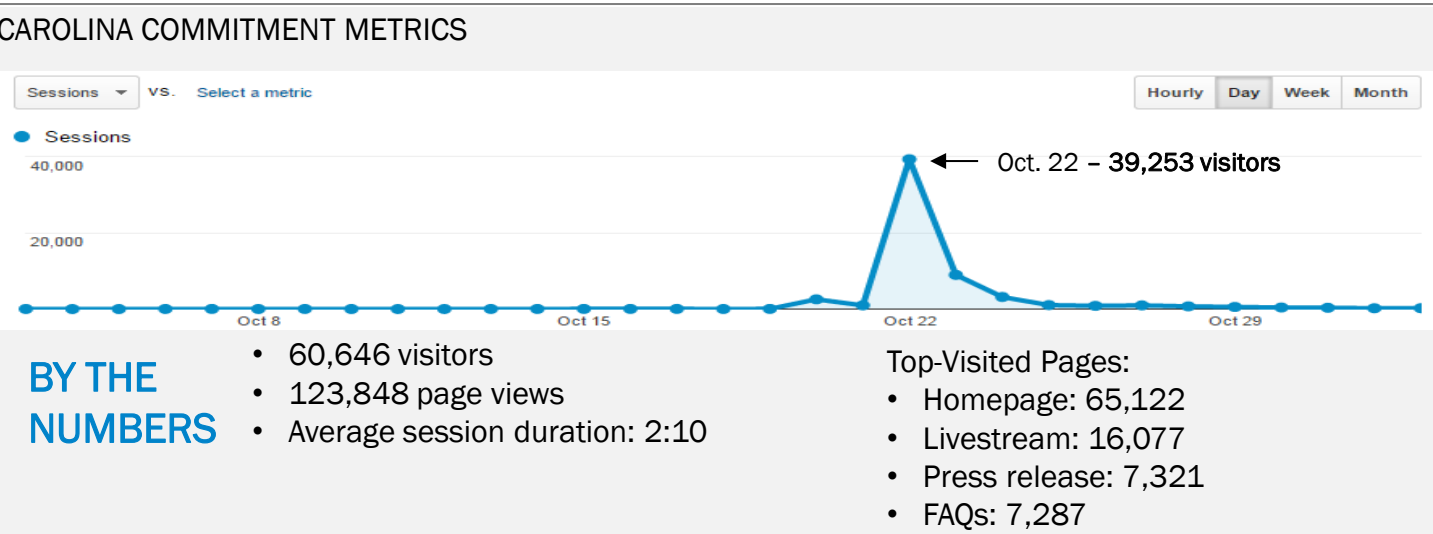 CAROLINA COMMITMENT METRICS
Sessions vs. Select a metric
Hourly Day Week Month
Sessions
40,000
Oct. 22 – 39,253 visitors
20,000
Oct 8 Oct 15 Oct 22 Oct 29
BY THE
NUMBERS
• 60,646 visitors
• 123,848 page views
• Average session duration: 2:10
Top-Visited Pages:
• Homepage: 65,122
• Livestream: 16,077
• Press release: 7,321
• FAQs: 7,287